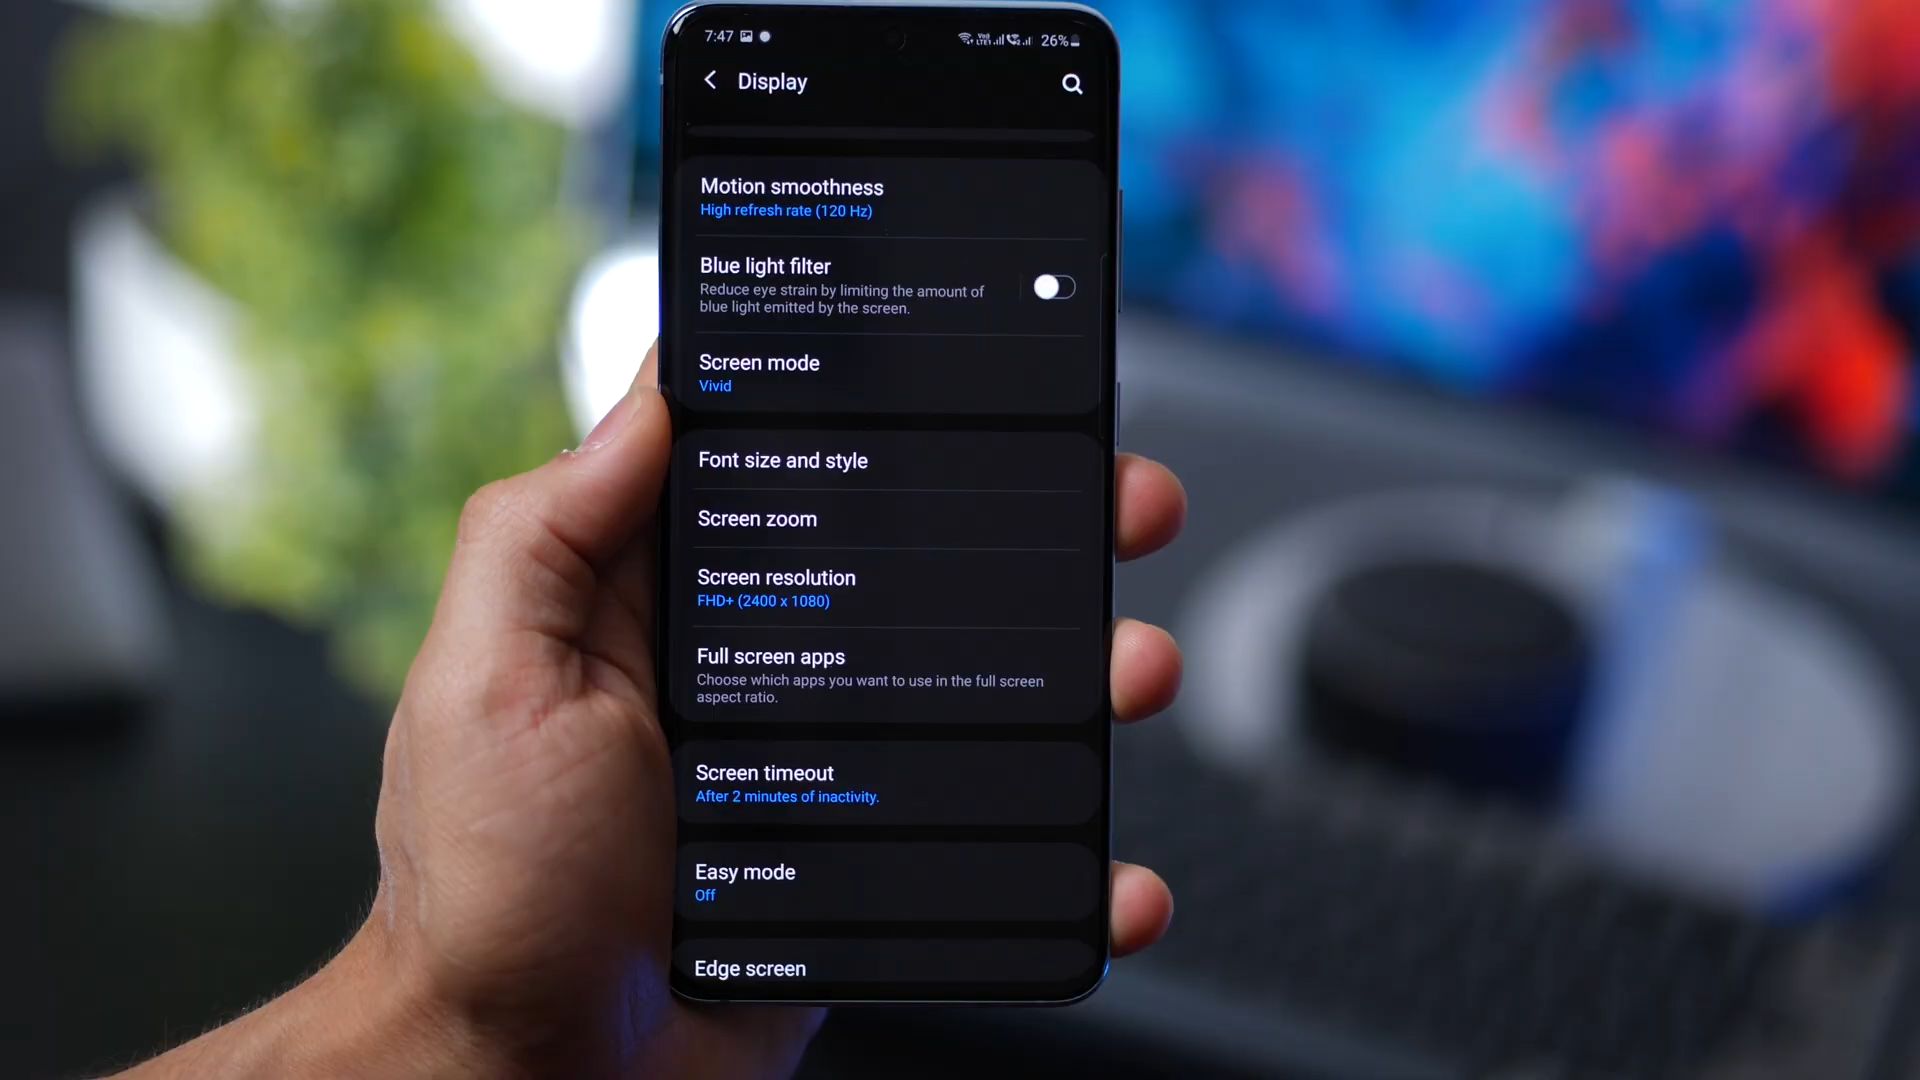 7:47
VoD LTE1 26%
Display
Motion smoothness
High refresh rate (120 Hz)
Blue light filter
Reduce eye strain by limiting the amount of
blue light emitted by the screen.
Screen mode
Vivid
Font size and style
Screen zoom
Screen resolution
FHD+ (2400 x 1080)
Full screen apps
Choose which apps you want to use in the full screen
aspect ratio.
Screen timeout
After 2 minutes of inactivity.
Easy mode
Off
Edge screen